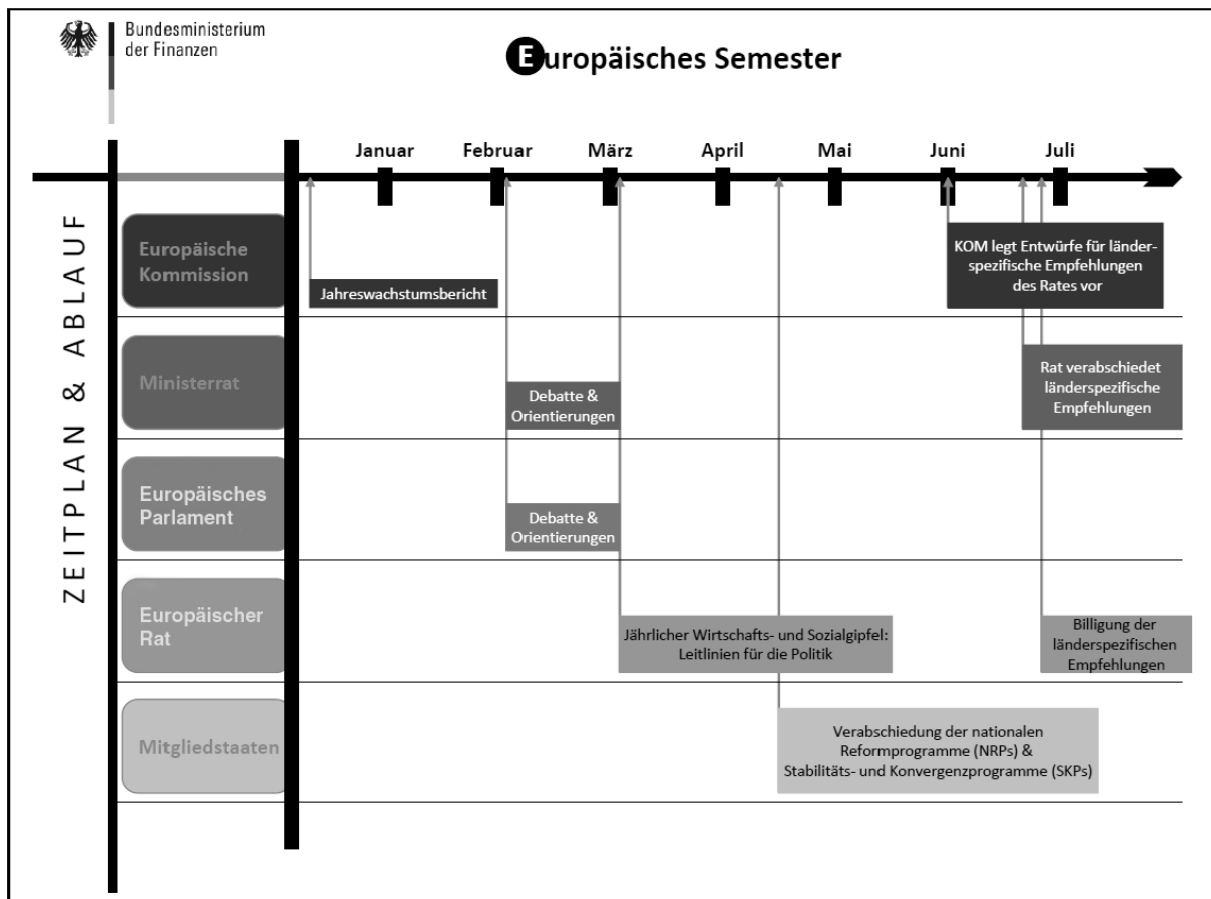 Bundesministerium
der Finanzen
Europäisches Semester
Januar Februar März April Mai Juni Juli
ZEITPLAN & ABLAUF
Europäische
Kommission
Jahreswachstumsbericht
KOM legt Entwürfe für länder-
spezifische Empfehlungen
des Rates vor
Ministerrat
Debatte &
Orientierungen
Rat verabschiedet
länderspezifische
Empfehlungen
Europäisches
Parlament
Debatte &
Orientierungen
Europäischer
Rat
Jährlicher Wirtschafts- und Sozialgipfel:
Leitlinien für die Politik
Billigung der
länderspezifischen
Empfehlungen
Mitgliedstaaten
Verabschiedung der nationalen
Reformprogramme (NRPs) &
Stabilitäts- und Konvergenzprogramme (SKPs)